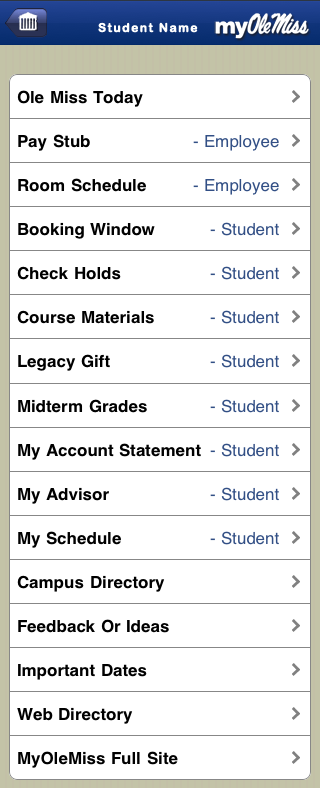 Student Name myOleMiss
Ole Miss Today
Pay Stub - Employee
Room Schedule - Employee
Booking Window - Student
Check Holds - Student
Course Materials - Student
Legacy Gift - Student
Midterm Grades - Student
My Account Statement - Student
My Advisor - Student
My Schedule - Student
Campus Directory
Feedback Or Ideas
Important Dates
Web Directory
MyOleMiss Full Site